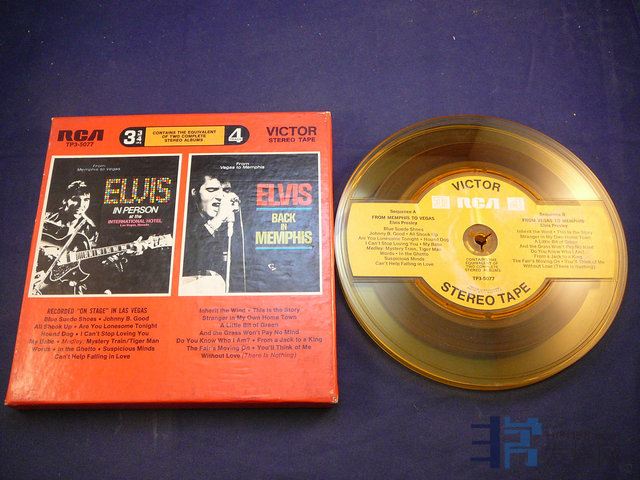 RCA
TP3-5077
3 3/4
CONTAINS THE EQUIVALENT
OF TWO COMPLETE
STEREO ALBUMS
4
VICTOR
STEREO TAPE
From
Memphis to Vegas
ELVIS
IN PERSON
at the
INTERNATIONAL HOTEL
Las Vegas, Nevada
From
Vegas to Memphis
ELVIS
BACK
IN
MEMPHIS
RECORDED "ON STAGE" IN LAS VEGAS
Blue Suede Shoes • Johnny B. Good
All Shook Up • Are You Lonesome Tonight
Hound Dog • I Can't Stop Loving You
My Babe • Medley: Mystery Train/Tiger Man
Words • In the Ghetto • Suspicious Minds
Can't Help Falling in Love
Inherit the Wind • This Is the Story
Stranger in My Own Home Town
A Little Bit of Green
And the Grass Won't Pay No Mind
Do You Know Who I Am? • From a Jack to a King
The Fair's Moving On • You'll Think of Me
Without Love (There Is Nothing)
VICTOR
RCA
Sequence A
FROM MEMPHIS TO VEGAS
Elvis Presley
Blue Suede Shoes
Johnny B. Good • All Shook Up
Are You Lonesome Tonight • Hound Dog
I Can't Stop Loving You • My Babe
Medley: Mystery Train, Tiger Man
Words • In the Ghetto
Suspicious Minds
Can't Help Falling in Love
Sequence B
FROM VEGAS TO MEMPHIS
Elvis Presley
Inherit the Wind • This Is the Story
Stranger in My Own Home Town
A Little Bit of Green
And the Grass Won't Pay No Mind
Do You Know Who I Am?
From a Jack to a King
The Fair's Moving On • You'll Think of Me
Without Love (There Is Nothing)
CONTAINS THE
EQUIVALENT OF
TWO COMPLETE
STEREO ALBUMS
TP3-5077
STEREO TAPE